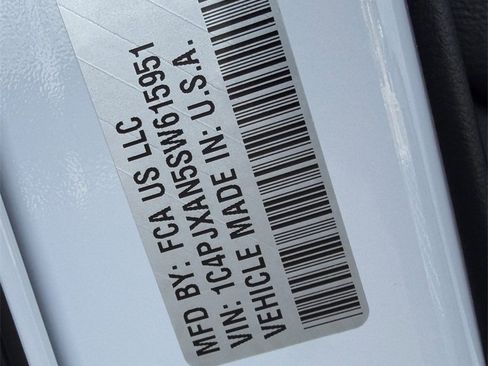 MFD BY: FCA US LLC
VIN: 1C4PJXAN5SW615951
VEHICLE MADE IN: U.S.A.